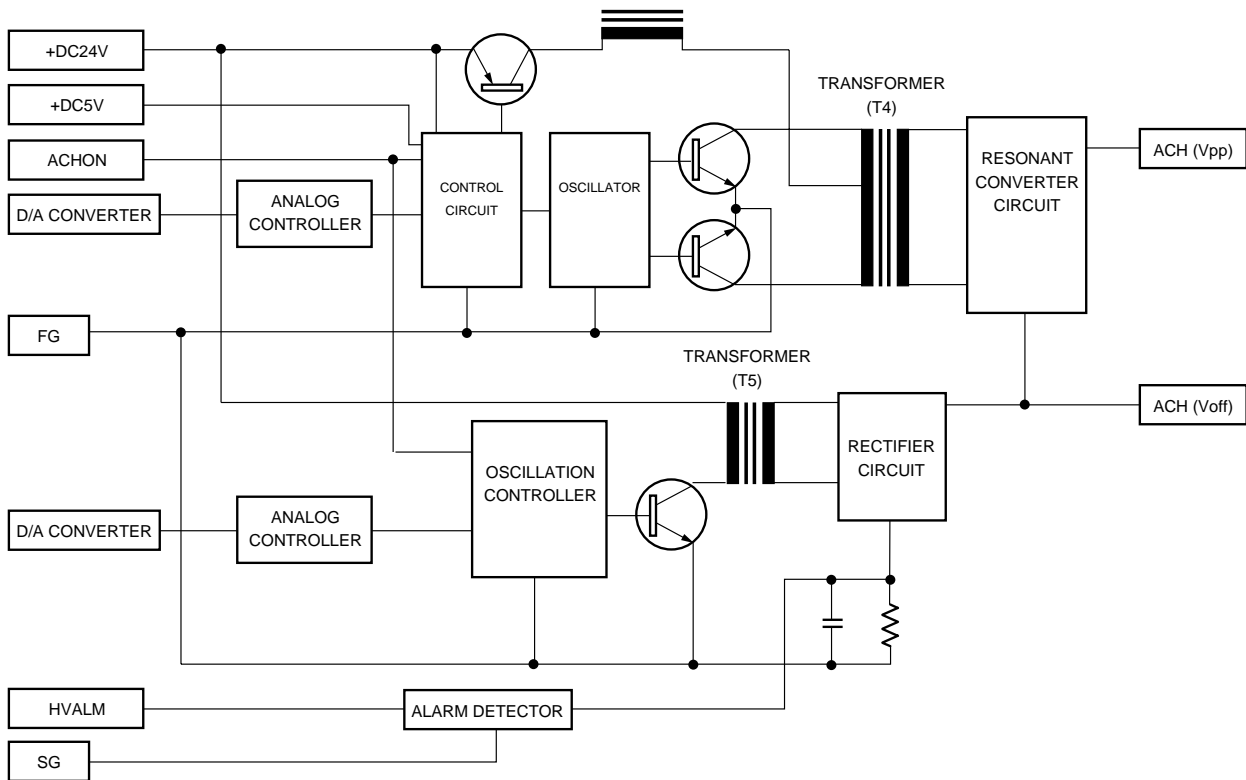 +DC24V
+DC5V
ACHON
D/A CONVERTER
ANALOG
CONTROLLER
CONTROL
CIRCUIT
OSCILLATOR
TRANSFORMER
(T4)
RESONANT
CONVERTER
CIRCUIT
ACH (Vpp)
FG
TRANSFORMER
(T5)
RECTIFIER
CIRCUIT
ACH (Voff)
OSCILLATION
CONTROLLER
D/A CONVERTER
ANALOG
CONTROLLER
HVALM
ALARM DETECTOR
SG